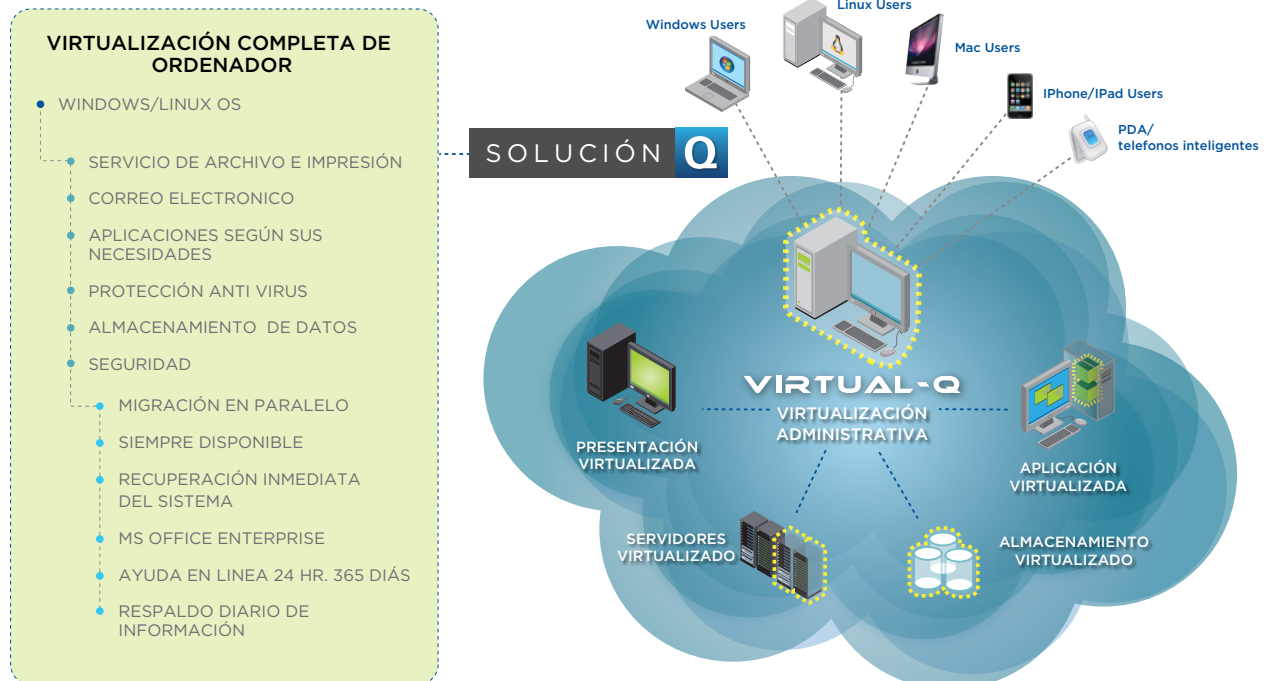 VIRTUALIZACIÓN COMPLETA DE
ORDENADOR
WINDOWS/LINUX OS
SERVICIO DE ARCHIVO E IMPRESIÓN
CORREO ELECTRONICO
APLICACIONES SEGÚN SUS
NECESIDADES
PROTECCIÓN ANTI VIRUS
ALMACENAMIENTO DE DATOS
SEGURIDAD
MIGRACIÓN EN PARALELO
SIEMPRE DISPONIBLE
RECUPERACIÓN INMEDIATA
DEL SISTEMA
MS OFFICE ENTERPRISE
AYUDA EN LINEA 24 HR. 365 DIÁS
RESPALDO DIARIO DE
INFORMACIÓN
SOLUCIÓN Q
Windows Users
Linux Users
Mac Users
IPhone/IPad Users
PDA/
telefonos inteligentes
VIRTUAL-Q
VIRTUALIZACIÓN
ADMINISTRATIVA
PRESENTACIÓN
VIRTUALIZADA
APLICACIÓN
VIRTUALIZADA
SERVIDORES
VIRTUALIZADO
ALMACENAMIENTO
VIRTUALIZADO